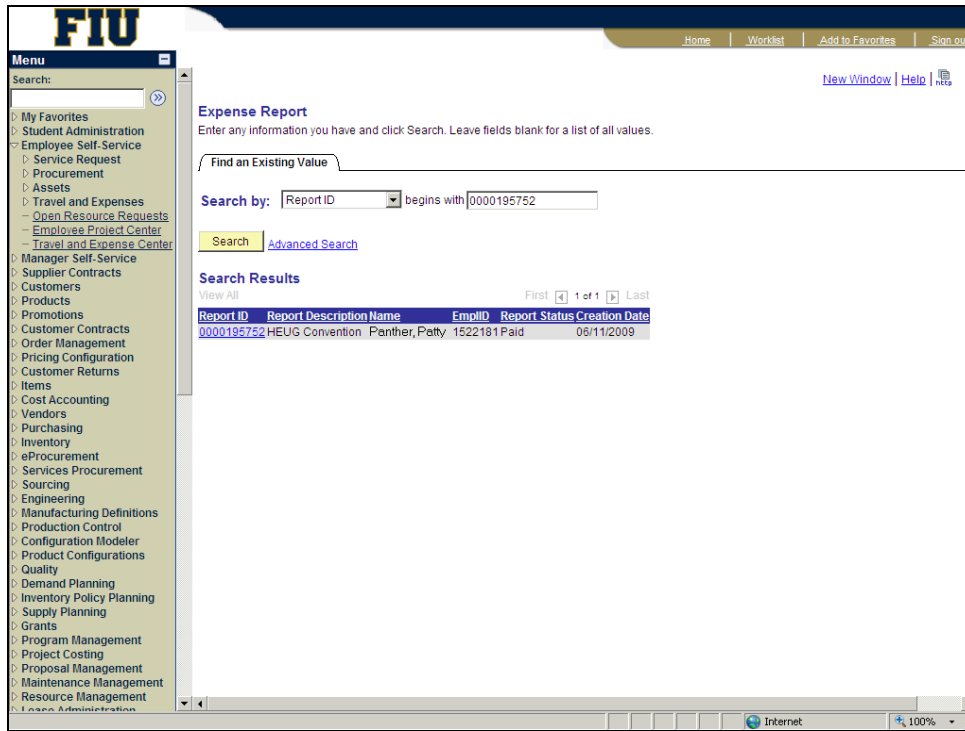 FIU
Home | Worklist | Add to Favorites | Sign ou
Menu
Search:
New Window | Help | http
My Favorites
Student Administration
Employee Self-Service
Service Request
Procurement
Assets
Travel and Expenses
Open Resource Requests
Employee Project Center
Travel and Expense Center
Manager Self-Service
Supplier Contracts
Customers
Products
Promotions
Customer Contracts
Order Management
Pricing Configuration
Customer Returns
Items
Cost Accounting
Vendors
Purchasing
Inventory
eProcurement
Services Procurement
Sourcing
Engineering
Manufacturing Definitions
Production Control
Configuration Modeler
Product Configurations
Quality
Demand Planning
Inventory Policy Planning
Supply Planning
Grants
Program Management
Project Costing
Proposal Management
Maintenance Management
Resource Management
Lease Administration
Expense Report
Enter any information you have and click Search. Leave fields blank for a list of all values.
Find an Existing Value
Search by: Report ID begins with 0000195752
Search Advanced Search
Search Results
View All First 1 of 1 Last
Report ID Report Description Name EmplID Report Status Creation Date
0000195752 HEUG Convention Panther, Patty 1522181 Paid 06/11/2009
Internet 100%